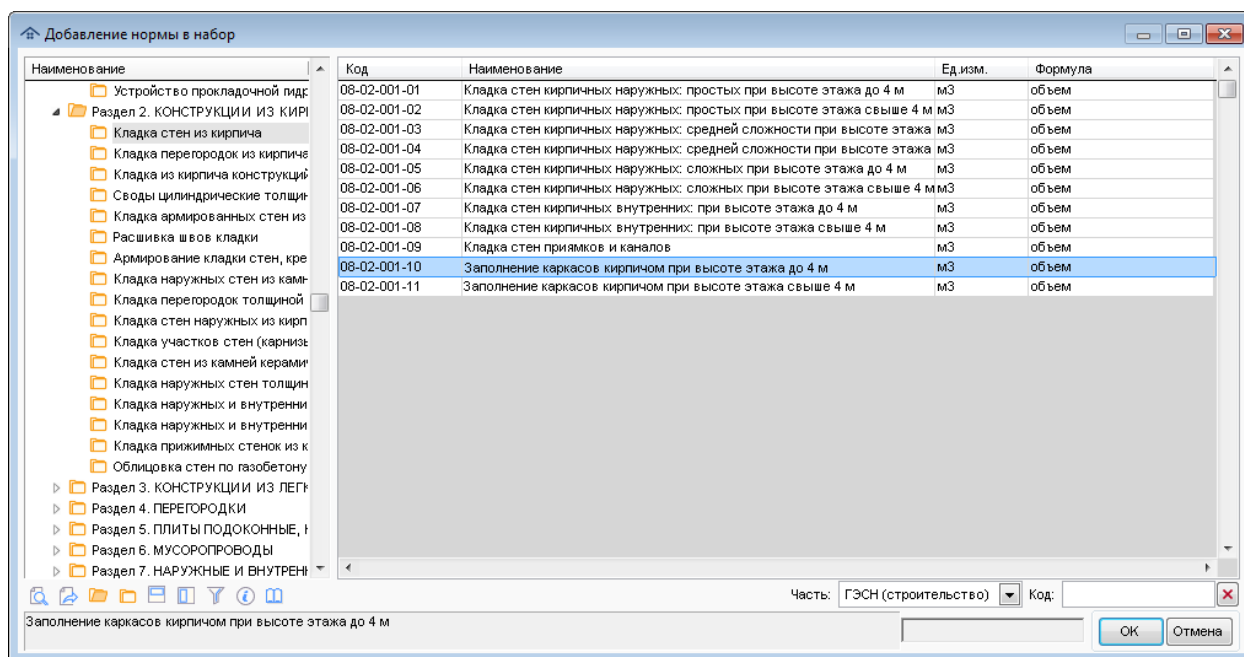 Добавление нормы в набор
Наименование
Устройство прокладочной гидр
Раздел 2. КОНСТРУКЦИИ ИЗ КИРП
Кладка стен из кирпича
Кладка перегородок из кирпича
Кладка из кирпича конструкций
Своды цилиндрические толщин
Кладка армированных стен из
Расшивка швов кладки
Армирование кладки стен, кре
Кладка наружных стен из камн
Кладка перегородок толщиной
Кладка стен наружных из кирп
Кладка участков стен (карнизы
Кладка стен из камней керамич
Кладка наружных стен толщин
Кладка наружных и внутренни
Кладка наружных и внутренни
Кладка прижимных стенок из к
Облицовка стен по газобетону
Раздел 3. КОНСТРУКЦИИ ИЗ ЛЕГК
Раздел 4. ПЕРЕГОРОДКИ
Раздел 5. ПЛИТЫ ПОДОКОННЫЕ,
Раздел 6. МУСОРОПРОВОДЫ
Раздел 7. НАРУЖНЫЕ И ВНУТРЕНН
Код Наименование Ед.изм. Формула
08-02-001-01 Кладка стен кирпичных наружных: простых при высоте этажа до 4 м м3 объем
08-02-001-02 Кладка стен кирпичных наружных: простых при высоте этажа свыше 4 м м3 объем
08-02-001-03 Кладка стен кирпичных наружных: средней сложности при высоте этажа м3 объем
08-02-001-04 Кладка стен кирпичных наружных: средней сложности при высоте этажа м3 объем
08-02-001-05 Кладка стен кирпичных наружных: сложных при высоте этажа до 4 м м3 объем
08-02-001-06 Кладка стен кирпичных наружных: сложных при высоте этажа свыше 4 м м3 объем
08-02-001-07 Кладка стен кирпичных внутренних: при высоте этажа до 4 м м3 объем
08-02-001-08 Кладка стен кирпичных внутренних: при высоте этажа свыше 4 м м3 объем
08-02-001-09 Кладка стен приямков и каналов м3 объем
08-02-001-10 Заполнение каркасов кирпичом при высоте этажа до 4 м м3 объем
08-02-001-11 Заполнение каркасов кирпичом при высоте этажа свыше 4 м м3 объем
Часть: ГЭСН (строительство) Код:
Заполнение каркасов кирпичом при высоте этажа до 4 м
OK Отмена